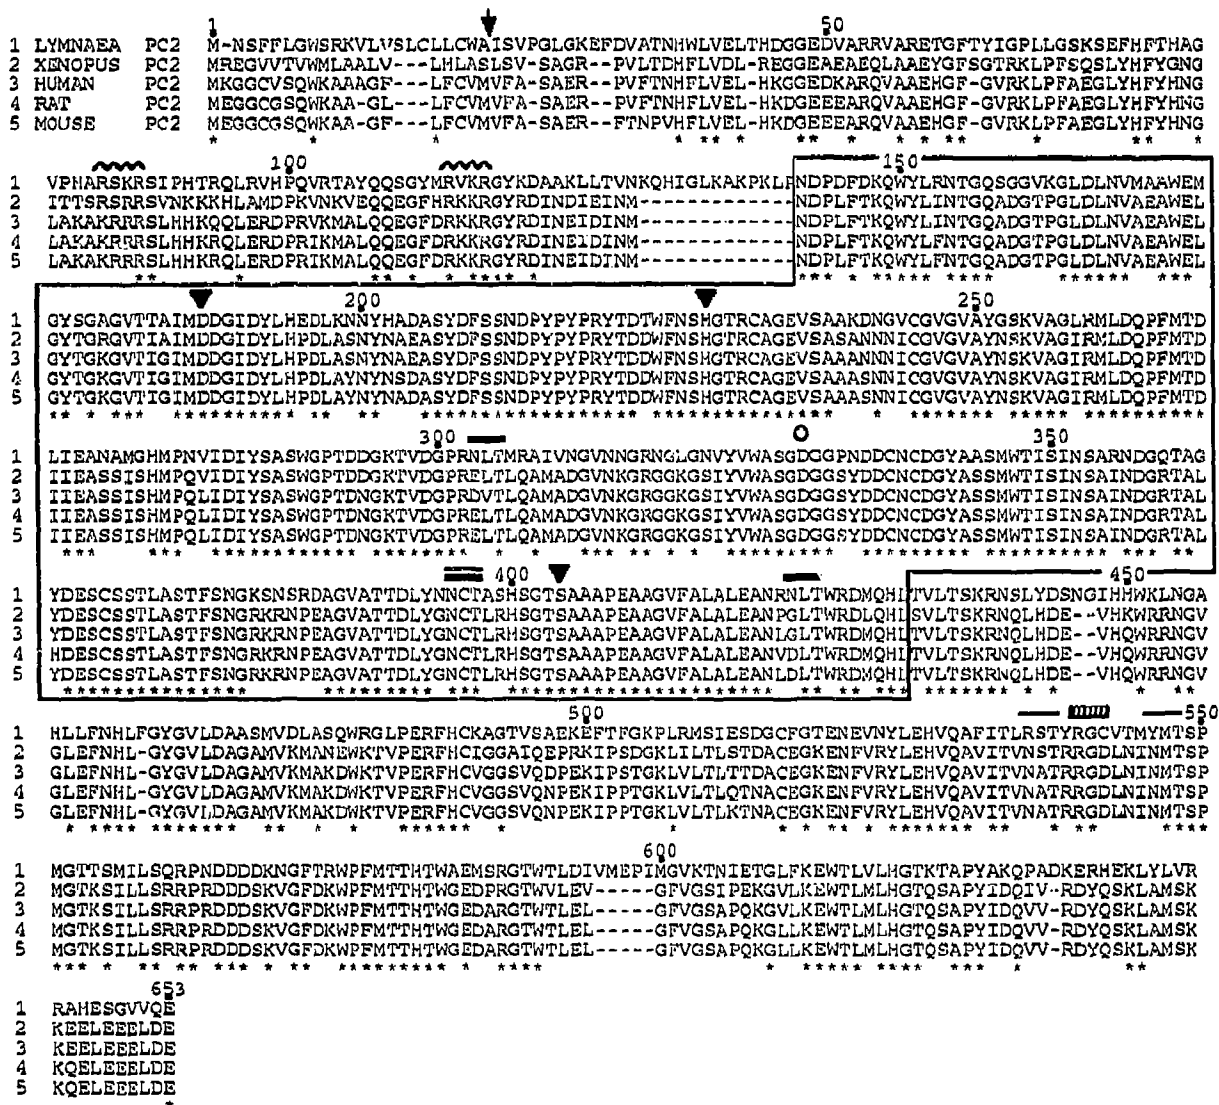 1 50
1 LYMNAEA PC2 M-NSFFLGWSRKVLVSLCLLCWAISVPGLGKEFDVATNHWLVELTHDGGEDVARRVARETGFTYIGPLLGSKSEFHFTHAG
2 XENOPUS PC2 MREGVVTVWMLAALV---LHLASLSV-SAGR--PVLTDHFLVDL-REGGEAEAEQLAAEYGFSGTRKLPFSQSLYHFYGNG
3 HUMAN PC2 MKGGCVSQWKAAAGF---LFCVMVFA-SAER--PVFTNHFLVEL-HKGGEDKARQVAAEHGF-GVRKLPFAEGLYHFYHNG
4 RAT PC2 MEGGCGSQWKAA-GL---LFCVMVFA-SAER--PVFTNHFLVEL-HKDGEEEARQVAAEHGF-GVRKLPFAEGLYHFYHNG
5 MOUSE PC2 MEGGCGSQWKAA-GF---LFCVMVFA-SAER--FTNPVHFLVEL-HKDGEEEARQVAAEHGF-GVRKLPFAEGLYHFYHNG
100 150
1 VPHARSKRSIPHTRQLRVHPQVRTAYQQSGYMRVKRGYKDAAKLLTVNKQHIGLKAKPKLPNDPDFDKQWYLRNTGQSGGVKGLDLNVMAAWEM
2 ITTSRSRRSVNKKKHLAMDPKVNKVEQQEGFHRKKRGYRDINDIEINM-------------NDPLFTKQWYLINTGQADGTPGLDLNVAEAWEL
3 LAKAKRRRSLHHKRQLERDPRVKMALQQEGFDRKKRGYRDINEIDINM-------------NDPLFTKQWYLINTGQADGTPGLDLNVAEAWEL
4 LAKAKRRRSLHHKRQLERDPRIKMALQQEGFDRKKRGYRDINEIDINM-------------NDPLFTKQWYLFNTGQADGTPGLDLNVAEAWEL
5 LAKAKRRRSLHHKRQLERDPRIKMALQQEGFDRKKRGYRDINEIDINM-------------NDPLFTKQWYLFNTGQADGTPGLDLNVAEAWEL
200 250
1 GYSGAGVTTAIMDDGIDYLHEDLKNNYHADASYDFSSNDPYPYPRYTDTWFNSHGTRCAGEVSAAKDNGVCGVGVAYGSKVAGLRMLDQPFMTD
2 GYTGRGVTIAIMDDGIDYLHPDLASNYNAEASYDFSSNDPYPYPRYTDDWFNSHGTRCAGEVSASANNNICGVGVAYNSKVAGIRMLDQPFMTD
3 GYTGKGVTIGIMDDGIDYLHPDLASNYNAEASYDFSSNDPYPYPRYTDDWFNSHGTRCAGEVSAAANNNICGVGVAYNSKVAGIRMLDQPFMTD
4 GYTGKGVTIGIMDDGIDYLHPDLAYNYNSDASYDFSSNDPYPYPRYTDDWFNSHGTRCAGEVSAAASNNICGVGVAYNSKVAGIRMLDQPFMTD
5 GYTGKGVTIGIMDDGIDYLHPDLAYNYNADASYDFSSNDPYPYPRYTDDWFNSHGTRCAGEVSAAASNNICGVGVAYNSKVAGIRMLDQPFMTD
300 350
1 LIEANAMGHMPNVIDIYSASWGPTDDGKTVDGPRNLTMRAIVNGVNNGRNGLGNVYVWASGDGGPNDDCNCDGYAASMWTISINSARNDGQTAG
2 IIEASSISHMPQVIDIYSASWGPTDDGKTVDGPRELTLQAMADGVNKGRGGKGSIYVWASGDGGSYDDCNCDGYASSMWTISINSAINDGRTAL
3 IIEASSISHMPQLIDIYSASWGPTDNGKTVDGPRDVTLQAMADGVNKGRGGKGSIYVWASGDGGSYDDCNCDGYASSMWTISINSAINDGRTAL
4 IIEASSISHMPQLIDIYSASWGPTDNGKTVDGPRELTLQAMADGVNKGRGGKGSIYVWASGDGGSYDDCNCDGYASSMWTISINSAINDGRTAL
5 IIEASSISHMPQLIDIYSASWGPTDNGKTVDGPRELTLQAMADGVNKGRGGKGSIYVWASGDGGSYDDCNCDGYASSMWTISINSAINDGRTAL
400 450
1 YDESCSSTLASTFSNGKSNSRDAGVATTDLYNNCTASHSGTSAAAPEAAGVFALALEANRNLTWRDMQHLTVLTSKRNSLYDSNGIHHWKLNGA
2 YDESCSSTLASTFSNGRKRNPEAGVATTDLYGNCTLRHSGTSAAAPEAAGVFALALEANPGLTWRDLQHLSVLTSKRNQLHDE--VHKWRRNGV
3 YDESCSSTLASTFSNGRKRNPEAGVATTDLYGNCTLRHSGTSAAAPEAAGVFALALEANLGLTWRDMQHLTVLTSKRNQLHDE--VHQWRRNGV
4 HDESCSSTLASTFSNGRKRNPEAGVATTDLYGNCTLRHSGTSAAAPEAAGVFALALEANVDLTWRDMQHLTVLTSKRNQLHDE--VHQWRRNGV
5 YDESCSSTLASTFSNGRKRNPEAGVATTDLYGNCTLRHSGTSAAAPEAAGVFALALEANLDLTWRDMQHLTVLTSKRNQLHDE--VHQWRRNGV
500 550
1 HLLFNHLFGYGVLDAASMVDLASQWRGLPERFHCKAGTVSAEKEFTFGKPLRMSIESDGCFGTENEVNYLEHVQAFITLRSTYRGCVTMYMTSP
2 GLEFNHL-GYGVLDAGAMVKMANEWKTVPERFHCIGGAIQEPRKIPSDGKLILTLSTDACEGKENFVRYLEHVQAVITVNATRRGDLNINMTSP
3 GLEFNHL-GYGVLDAGAMVKMAKDWKTVPERFHCVGGSVQDPEKIPSTGKLVLTLTTDACEGKENFVRYLEHVQAVITVNATRRGDLNINMTSP
4 GLEFNHL-GYGVLDAGAMVKMAKDWKTVPERFHCVGGSVQNPEKIPPTGKLVLTLQTNACEGKENFVRYLEHVQAVITVNATRRGDLNINMTSP
5 GLEFNHL-GYGVLDAGAMVKMAKDWKTVPERFHCVGGSVQNPEKIPPTGKLVLTLKTNACEGKENFVRYLEHVQAVITVNATRRGDLNINMTSP
600
1 MGTTSMILSQRPNDDDDKNGFTRWPFMTTHTWAEMSRGTWTLDIVMEPIMGVKTNIETGLFKEWTLVLHGTKTAPYAKQPADKERHEKLYLVR
2 MGTKSILLSRRPRDDDSKVGFDKWPFMTTHTWGEDPRGTWVLEV-----GFVGSIPEKGVLKEWTLMLHGTQSAPYIDQIV-RDYQSKLAMSK
3 MGTKSILLSRRPRDDDSKVGFDKWPFMTTHTWGEDARGTWTLEL-----GFVGSAPQKGVLKEWTLMLHGTQSAPYIDQVV-RDYQSKLAMSK
4 MGTKSILLSRRPRDDDSKVGFDKWPFMTTHTWGEDARGTWTLEL-----GFVGSAPQKGLLKEWTLMLHGTQSAPYIDQVV-RDYQSKLAMSK
5 MGTKSILLSRRPRDDDSKVGFDKWPFMTTHTWGEDARGTWTLEL-----GFVGSAPQKGLLKEWTLMLHGTQSAPYIDQVV-RDYQSKLAMSK
653
1 RAHESGVVQE
2 KEELEEELDE
3 KEELEEELDE
4 KQELEEELDE
5 KQELEEELDE